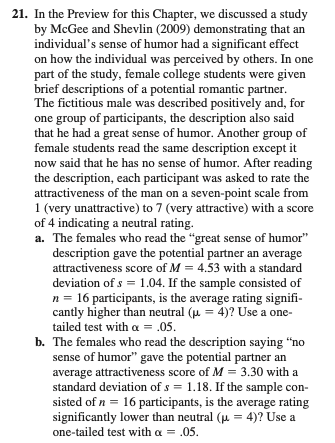 21. In the Preview for this Chapter, we discussed a study
by McGee and Shevlin (2009) demonstrating that an
individual's sense of humor had a significant effect
on how the individual was perceived by others. In one
part of the study, female college students were given
brief descriptions of a potential romantic partner.
The fictitious male was described positively and, for
one group of participants, the description also said
that he had a great sense of humor. Another group of
female students read the same description except it
now said that he has no sense of humor. After reading
the description, each participant was asked to rate the
attractiveness of the man on a seven-point scale from
1 (very unattractive) to 7 (very attractive) with a score
of 4 indicating a neutral rating.
a. The females who read the “great sense of humor”
description gave the potential partner an average
attractiveness score of M = 4.53 with a standard
deviation of s = 1.04. If the sample consisted of
n = 16 participants, is the average rating signifi-
cantly higher than neutral (μ = 4)? Use a one-
tailed test with α = .05.
b. The females who read the description saying “no
sense of humor” gave the potential partner an
average attractiveness score of M = 3.30 with a
standard deviation of s = 1.18. If the sample con-
sisted of n = 16 participants, is the average rating
significantly lower than neutral (μ = 4)? Use a
one-tailed test with α = .05.